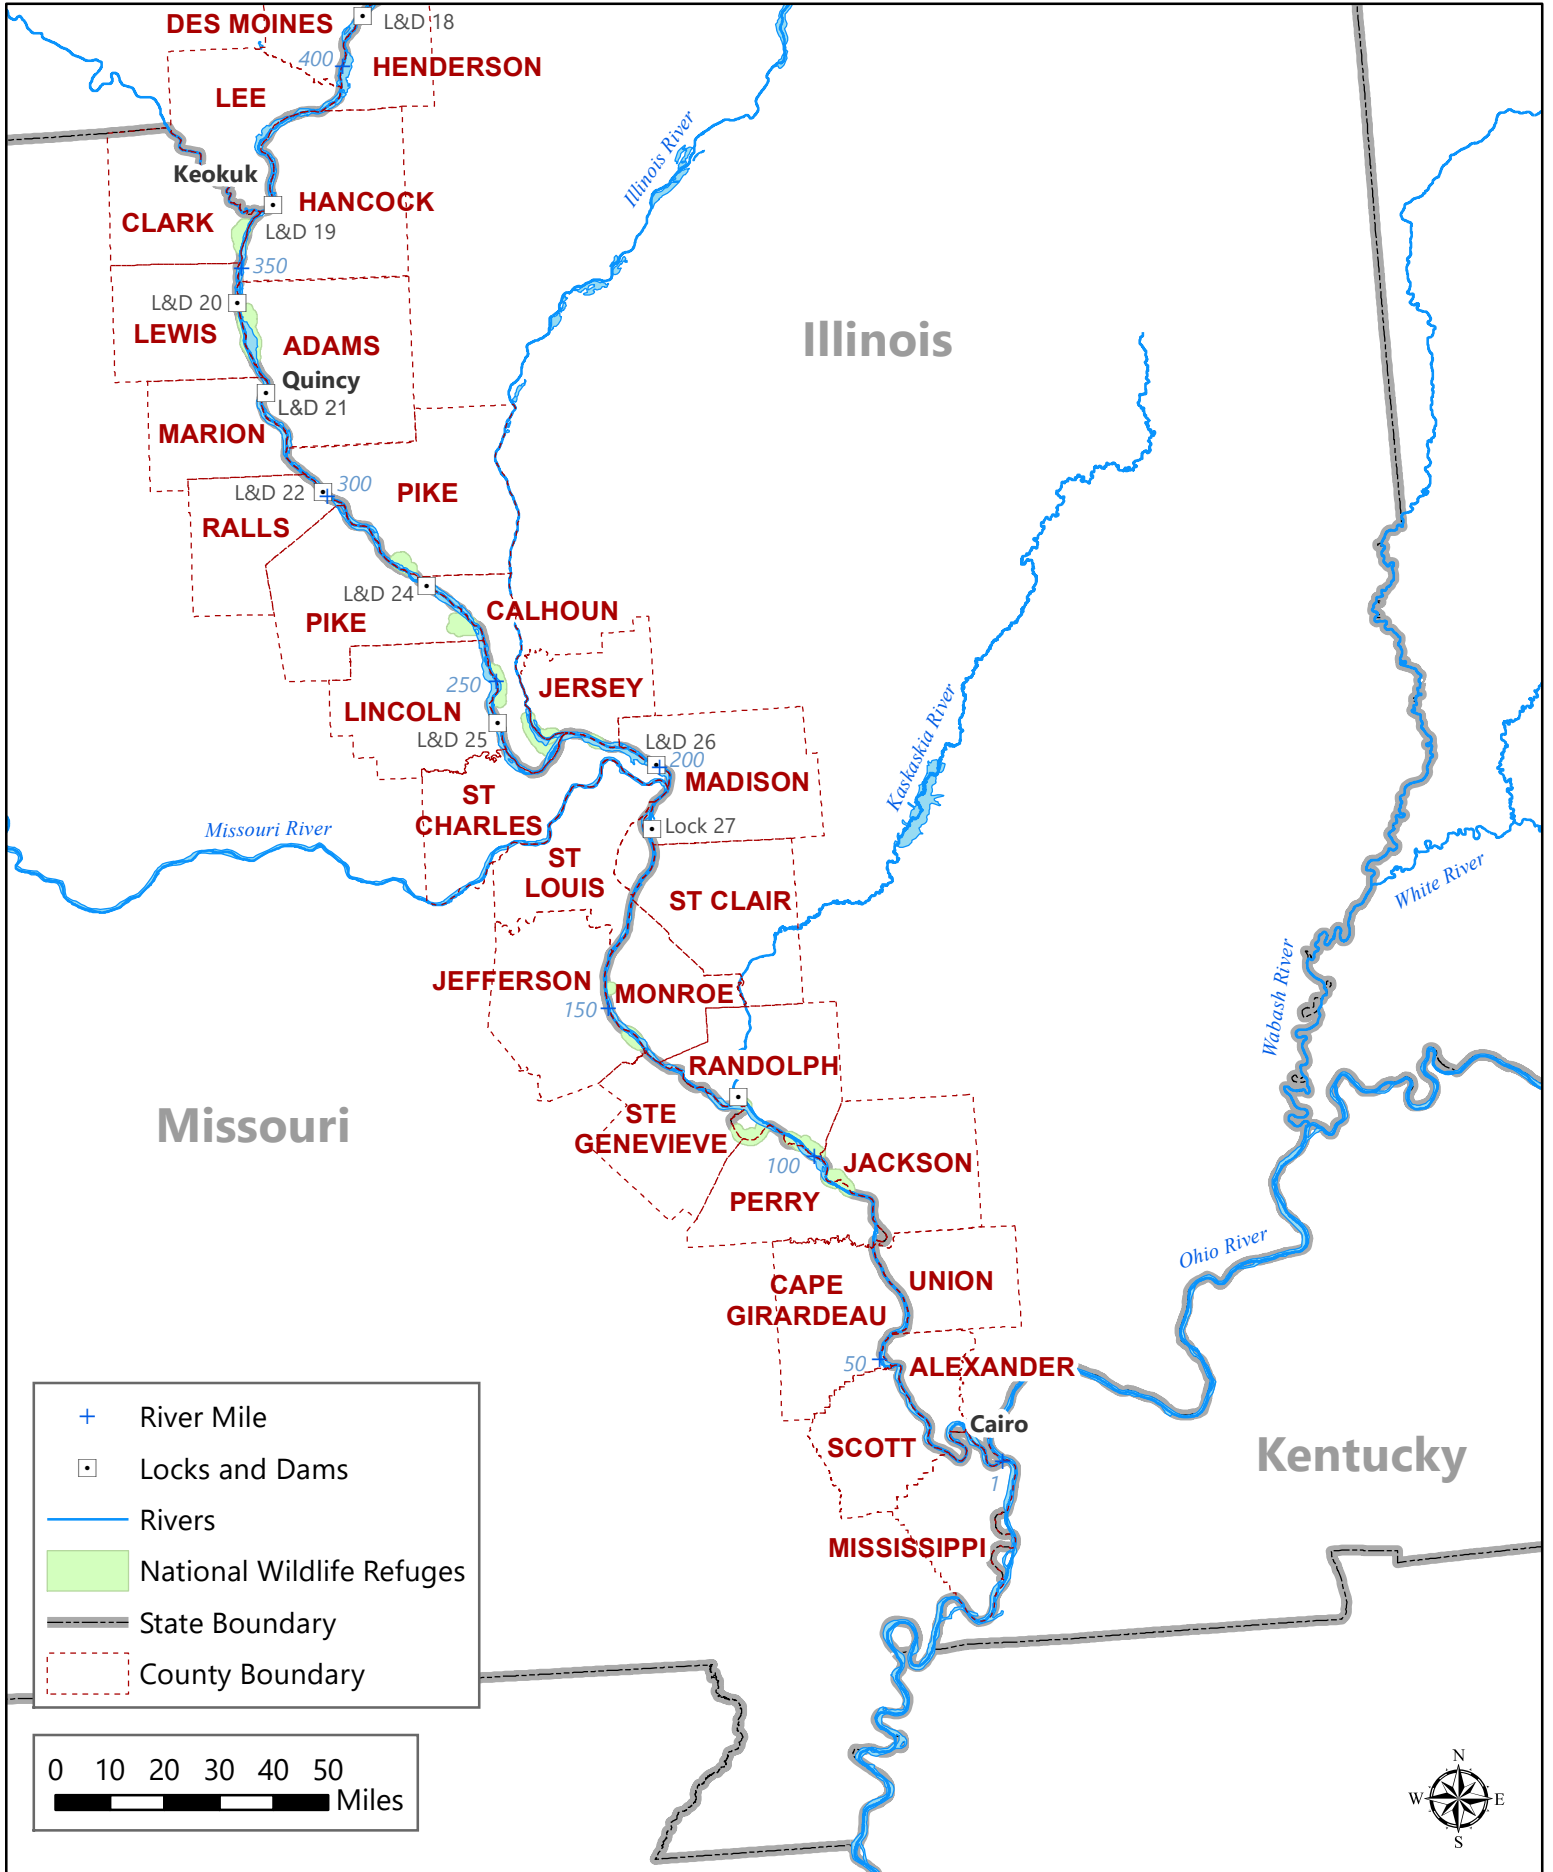 DES MOINES
L&D 18
400
HENDERSON
LEE
Illinois River
Keokuk
HANCOCK
CLARK
L&D 19
350
L&D 20
LEWIS
ADAMS
Illinois
Quincy
L&D 21
MARION
L&D 22
300
PIKE
RALLS
L&D 24
CALHOUN
PIKE
250
JERSEY
LINCOLN
L&D 25
L&D 26
200
MADISON
Kaskaskia River
ST
CHARLES
Missouri River
Lock 27
ST
LOUIS
ST CLAIR
White River
Wabash River
JEFFERSON
MONROE
150
RANDOLPH
Missouri
STE
GENEVIEVE
100
JACKSON
PERRY
Ohio River
CAPE
GIRARDEAU
UNION
50
ALEXANDER
Cairo
SCOTT
Kentucky
1
MISSISSIPPI
River Mile
Locks and Dams
Rivers
National Wildlife Refuges
State Boundary
County Boundary
0 10 20 30 40 50
Miles
N
W E
S